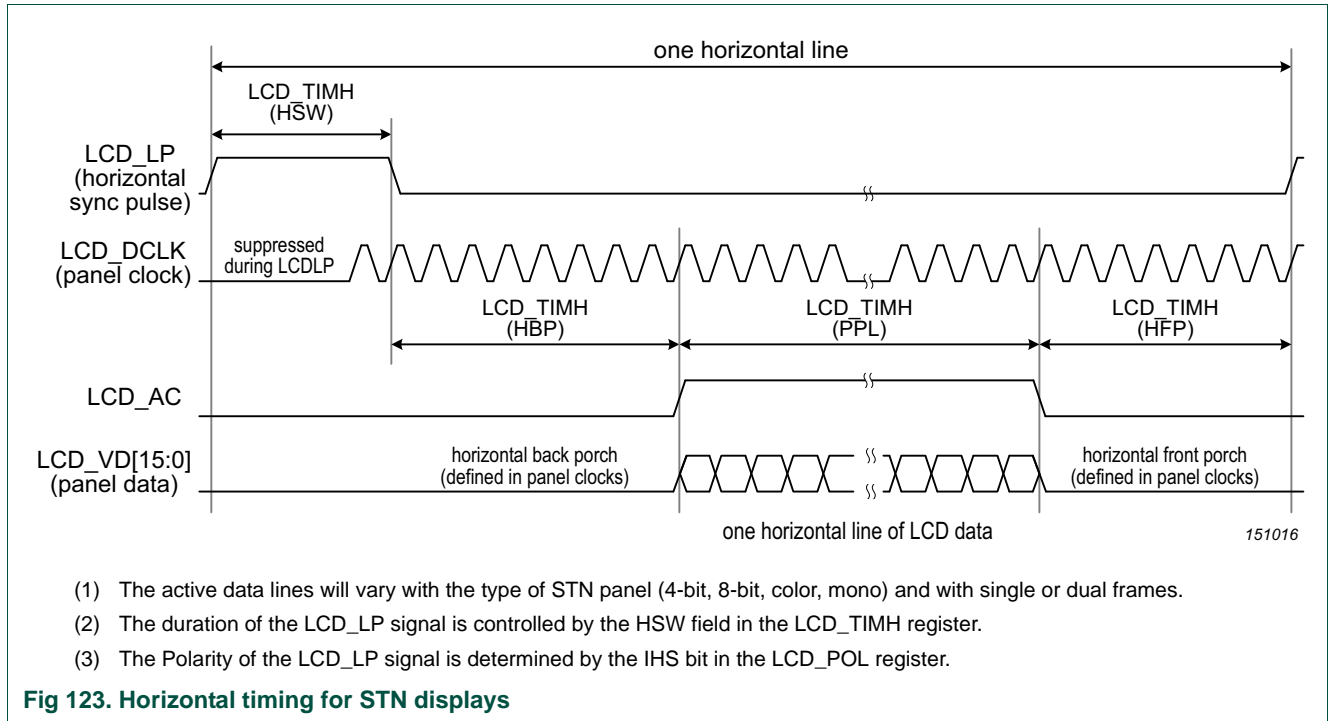 one horizontal line
LCD_TIMH
(HSW)
LCD_LP
(horizontal
sync pulse)
LCD_DCLK
(panel clock)
suppressed
during LCDLP
LCD_TIMH
(HBP)
LCD_TIMH
(PPL)
LCD_TIMH
(HFP)
LCD_AC
LCD_VD[15:0]
(panel data)
horizontal back porch
(defined in panel clocks)
horizontal front porch
(defined in panel clocks)
one horizontal line of LCD data
151016
(1) The active data lines will vary with the type of STN panel (4-bit, 8-bit, color, mono) and with single or dual frames.
(2) The duration of the LCD_LP signal is controlled by the HSW field in the LCD_TIMH register.
(3) The Polarity of the LCD_LP signal is determined by the IHS bit in the LCD_POL register.
Fig 123. Horizontal timing for STN displays